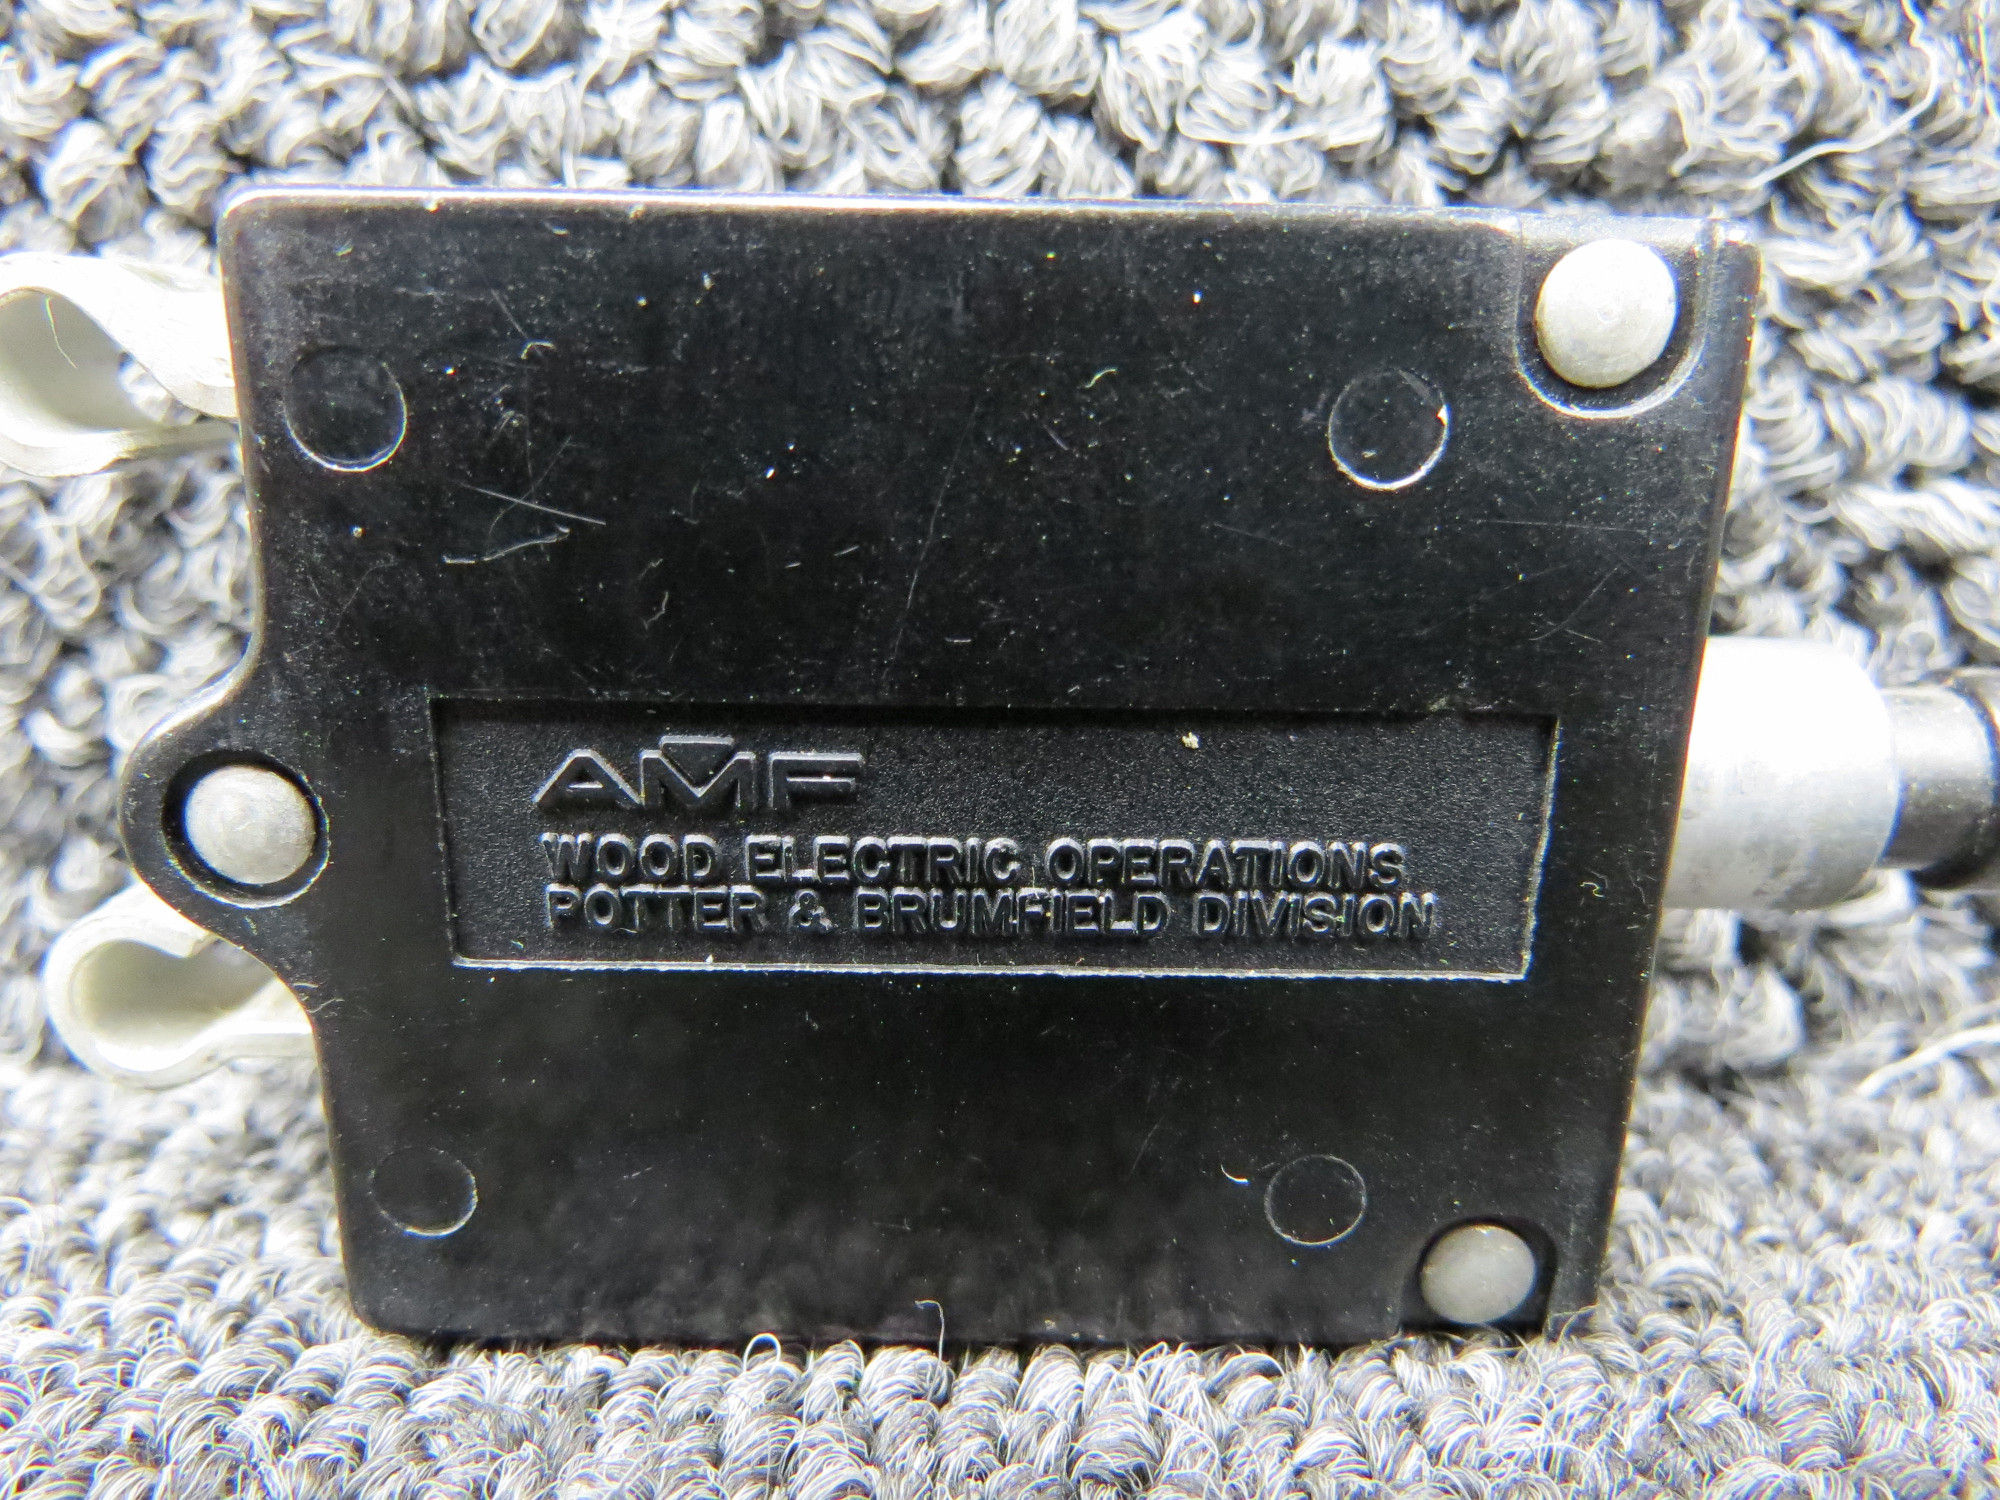 AMF
WOOD ELECTRIC OPERATIONS
POTTER & BRUMFIELD DIVISION